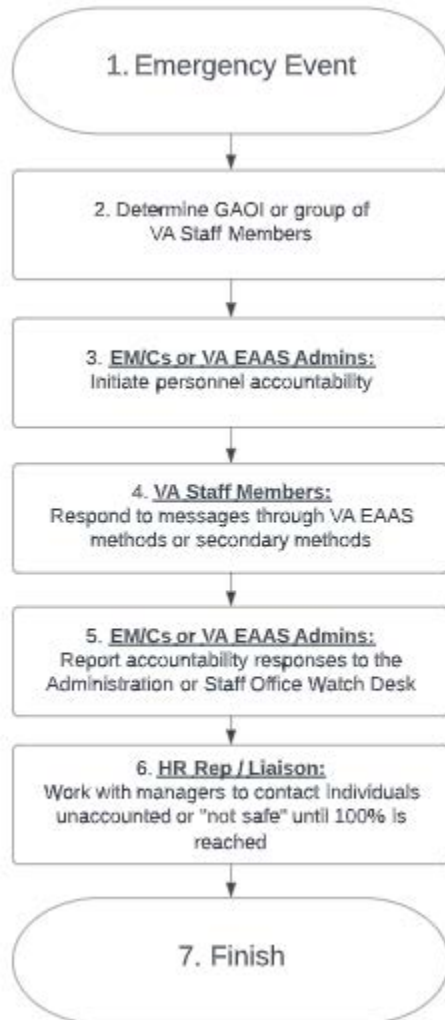 1. Emergency Event
2. Determine GAOI or group of
VA Staff Members
3. EM/Cs or VA EAAS Admins:
Initiate personnel accountability
4. VA Staff Members:
Respond to messages through VA EAAS
methods or secondary methods
5. EM/Cs or VA EAAS Admins:
Report accountability responses to the
Administration or Staff Office Watch Desk
6. HR Rep / Liaison:
Work with managers to contact individuals
unaccounted or "not safe" until 100% is
reached
7. Finish